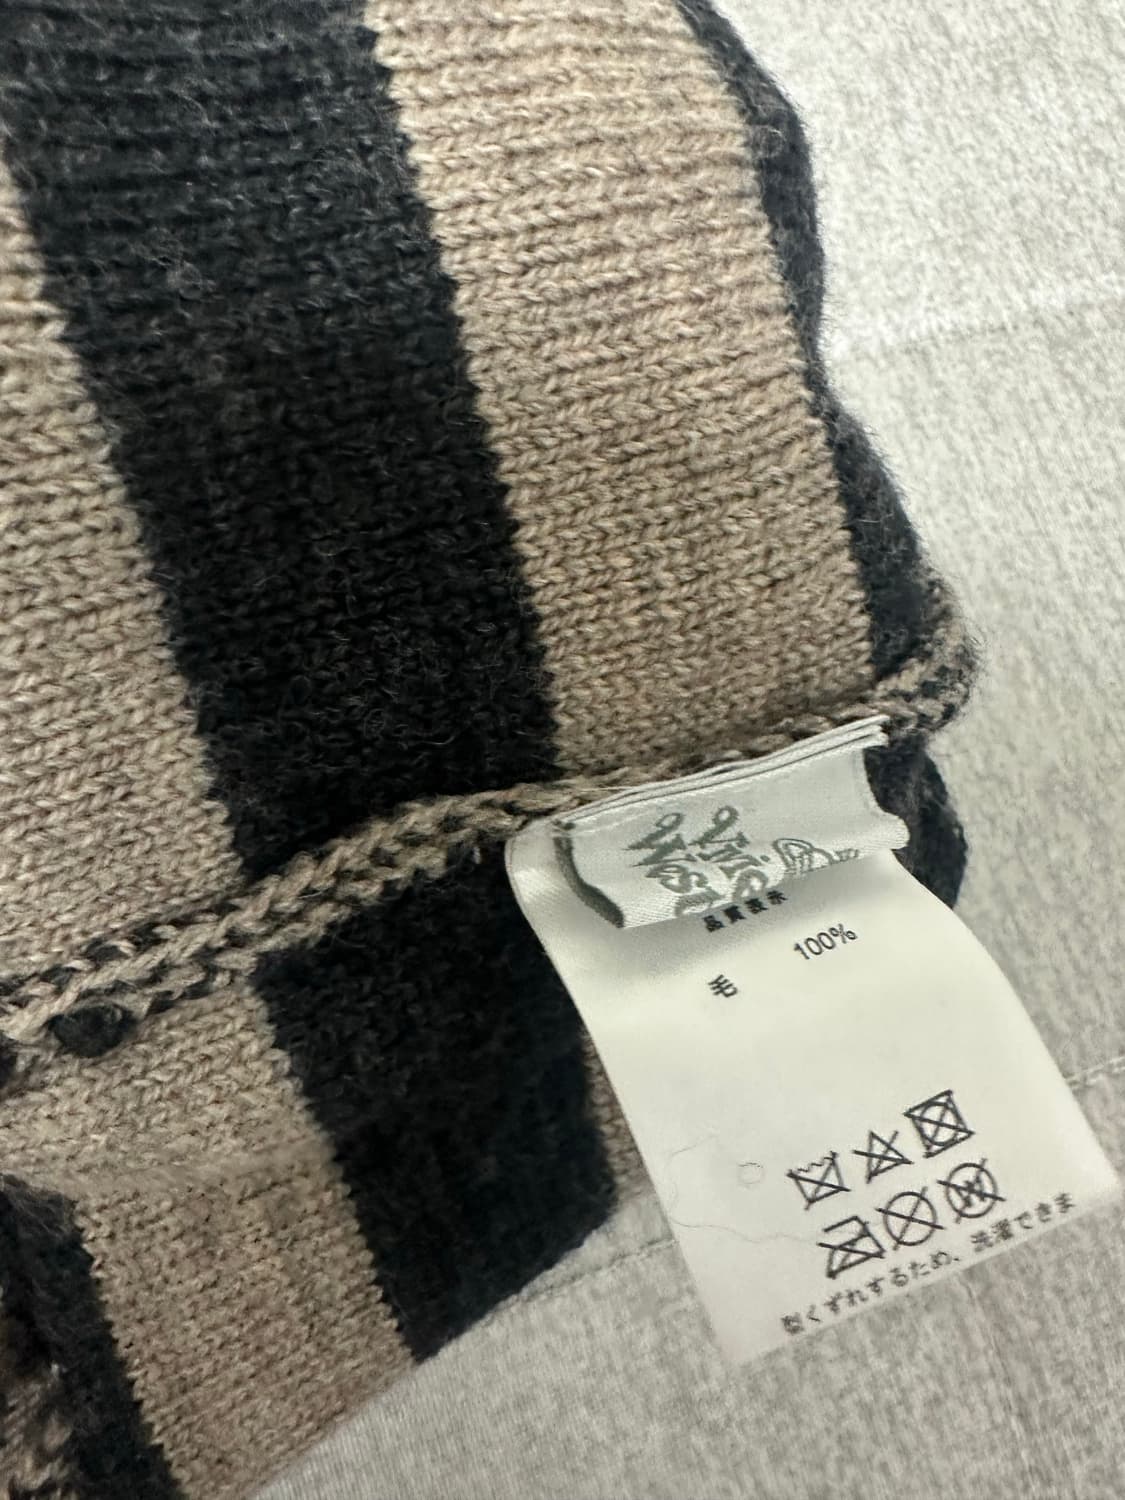 品質表示
毛 100%
型くずれするため、洗濯できま